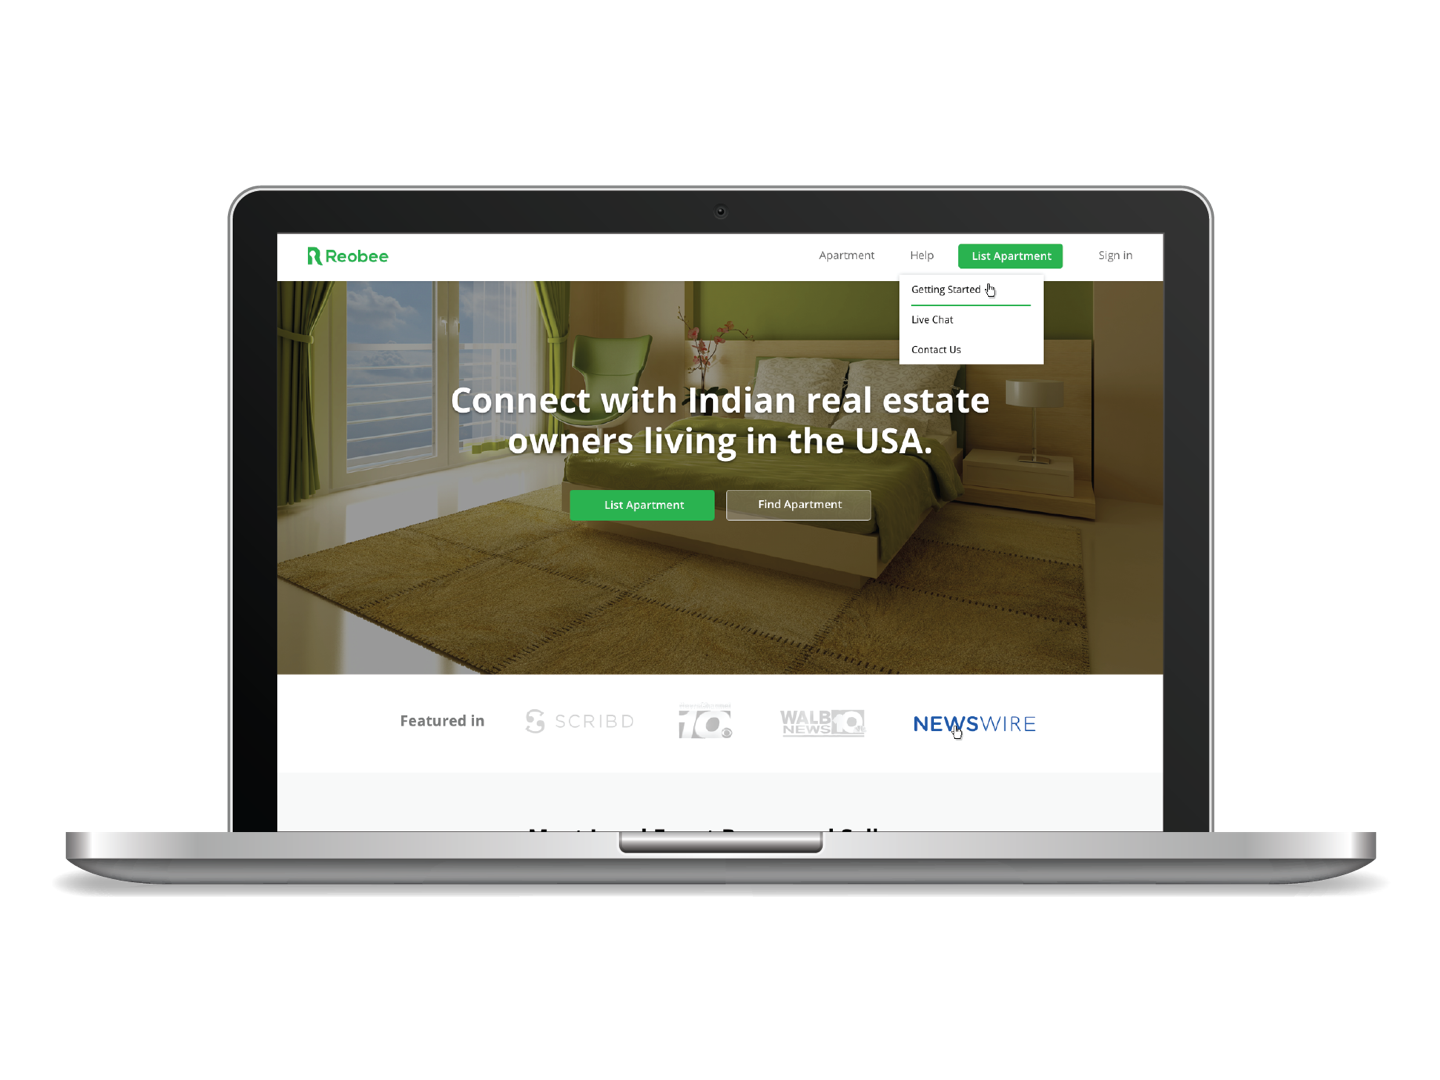 Reobee
Apartment
Help
List Apartment
Sign in
Getting Started
Live Chat
Contact Us
Connect with Indian real estate
owners living in the USA.
List Apartment
Find Apartment
Featured in
SCRIBD
10
WALB
NEWS 10
NEWSWIRE